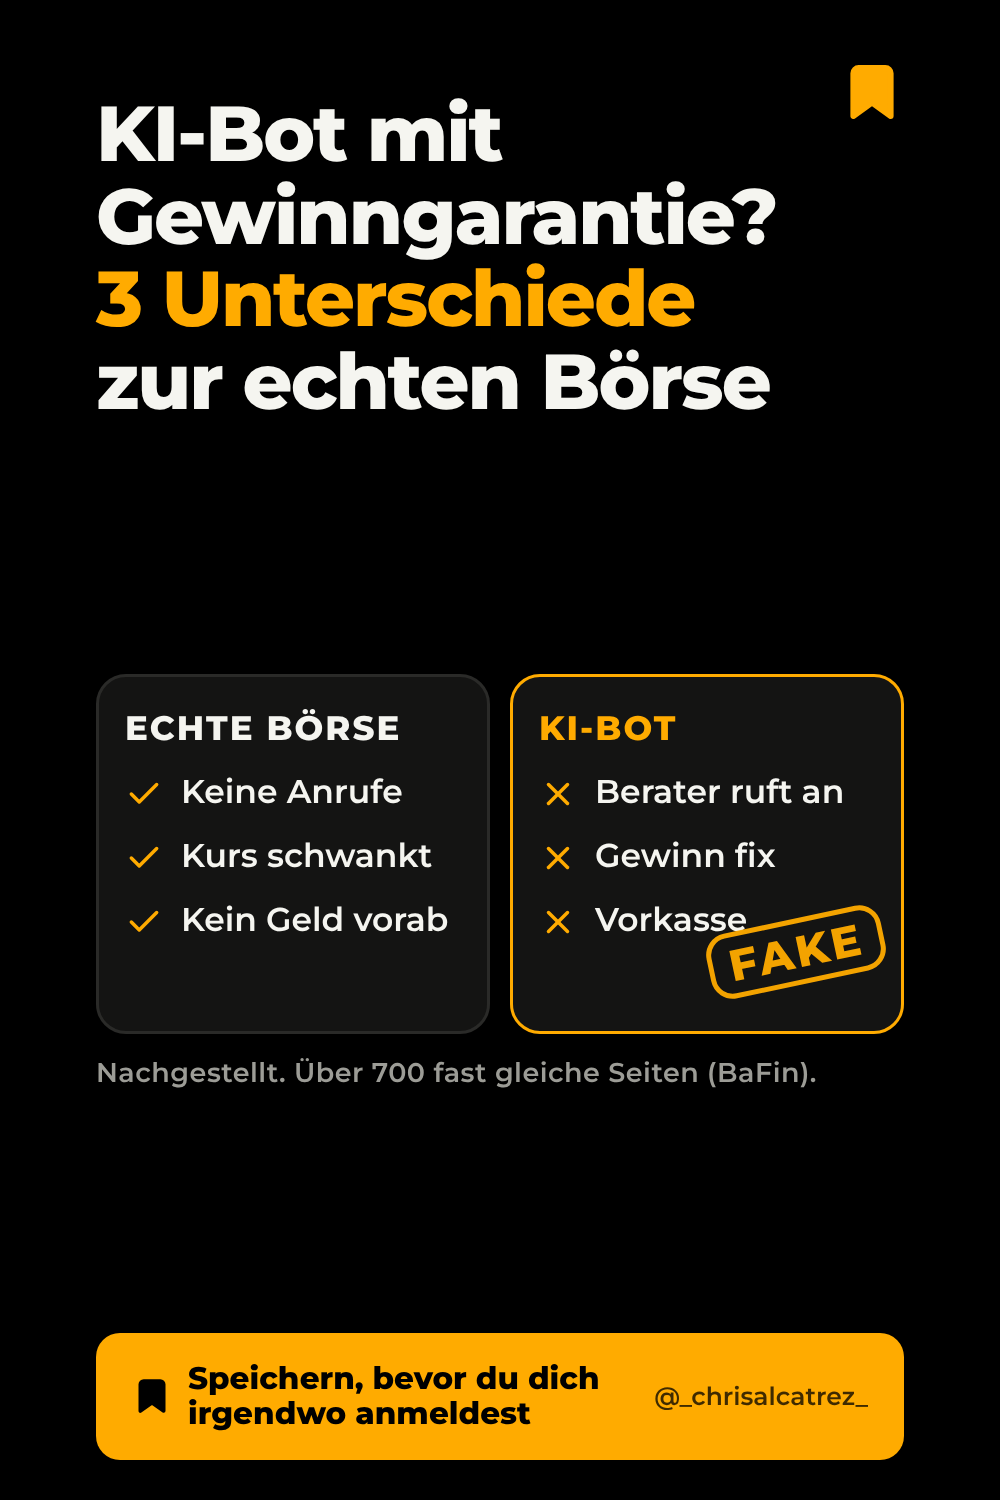 KI-Bot mit
Gewinngarantie?
3 Unterschiede
zur echten Börse
ECHTE BÖRSE
Keine Anrufe
Kurs schwankt
Kein Geld vorab
KI-BOT
Berater ruft an
Gewinn fix
Vorkasse
FAKE
Nachgestellt. Über 700 fast gleiche Seiten (BaFin).
Speichern, bevor du dich
irgendwo anmeldest
@_chrisalcatrez_